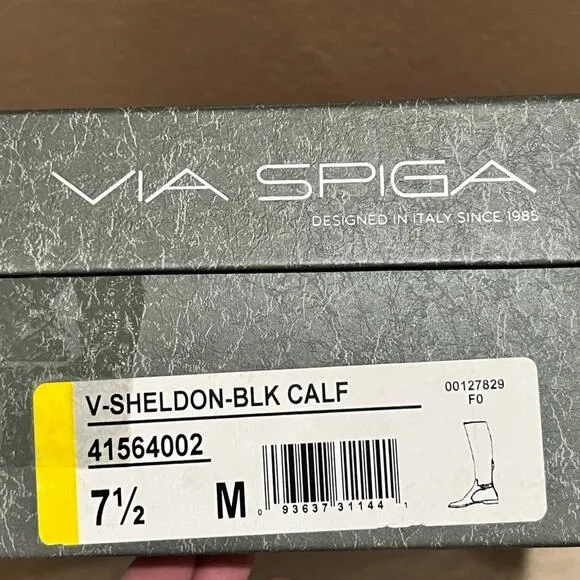 VIA SPIGA
DESIGNED IN ITALY SINCE 1985
V-SHELDON-BLK CALF
00127829
F0
41564002
7½ M
0 93637 31144 1